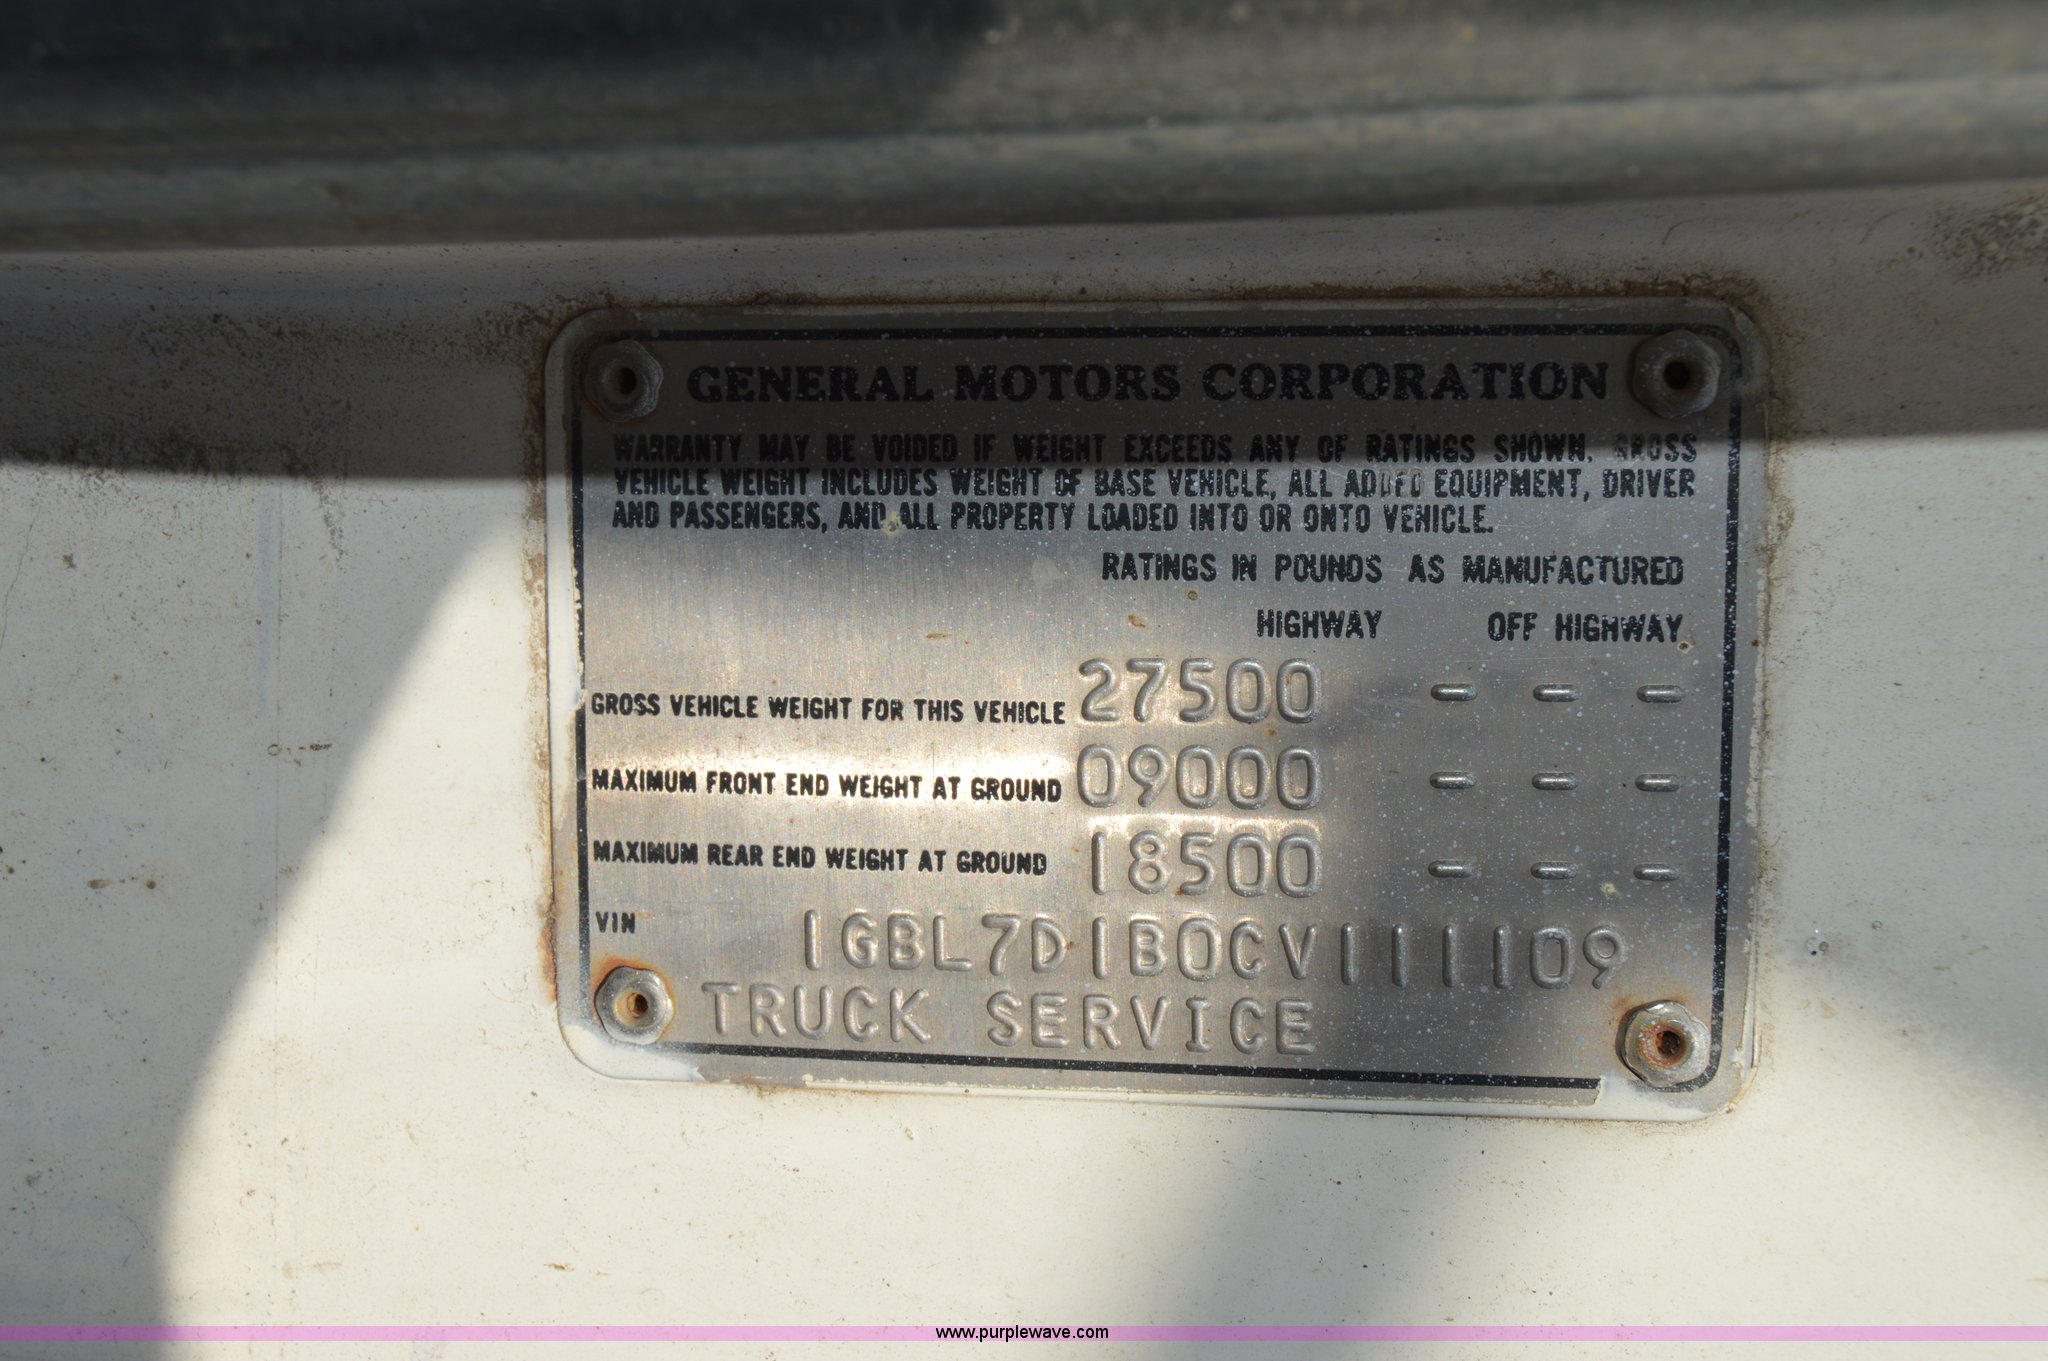 GENERAL MOTORS CORPORATION
WARRANTY MAY BE VOIDED IF WEIGHT EXCEEDS ANY OF RATINGS SHOWN. GROSS
VEHICLE WEIGHT INCLUDES WEIGHT OF BASE VEHICLE, ALL ADDED EQUIPMENT, DRIVER
AND PASSENGERS, AND ALL PROPERTY LOADED INTO OR ONTO VEHICLE.
RATINGS IN POUNDS AS MANUFACTURED
HIGHWAY OFF HIGHWAY
GROSS VEHICLE WEIGHT FOR THIS VEHICLE 27500 - - -
MAXIMUM FRONT END WEIGHT AT GROUND 09000 - - -
MAXIMUM REAR END WEIGHT AT GROUND 18500 - - -
VIN 1GBL7D1B0CV111109
TRUCK SERVICE
www.purplewave.com